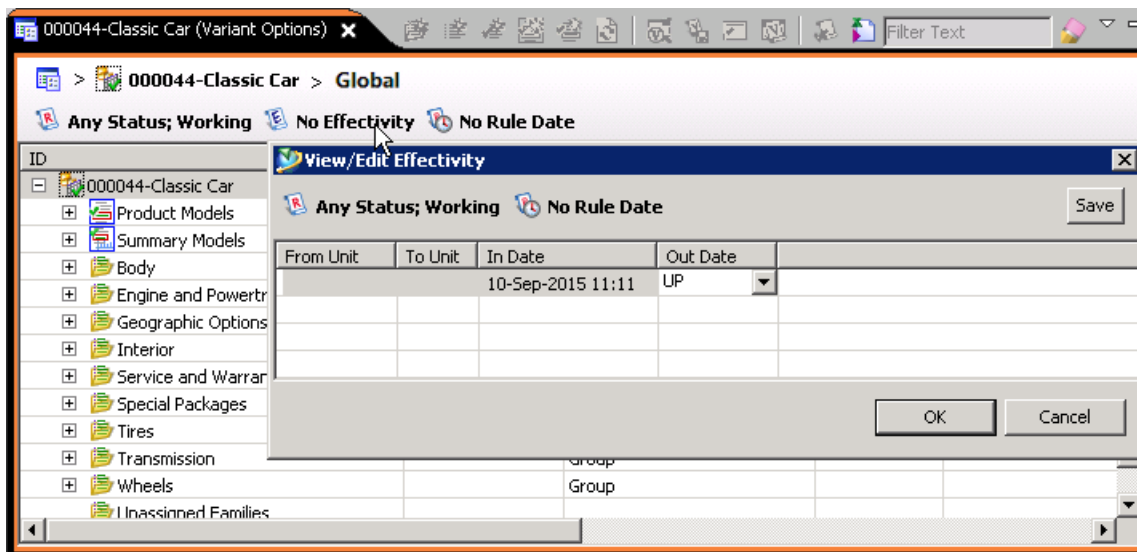 000044-Classic Car (Variant Options) Filter Text
> 000044-Classic Car > Global
Any Status; Working No Effectivity No Rule Date
ID
View/Edit Effectivity
000044-Classic Car
Any Status; Working No Rule Date Save
Product Models
Summary Models
From Unit To Unit In Date Out Date
Body
10-Sep-2015 11:11 UP
Engine and Powertr
Geographic Options
Interior
Service and Warran
Special Packages
OK Cancel
Tires
Transmission Group
Wheels Group
Unassigned Families